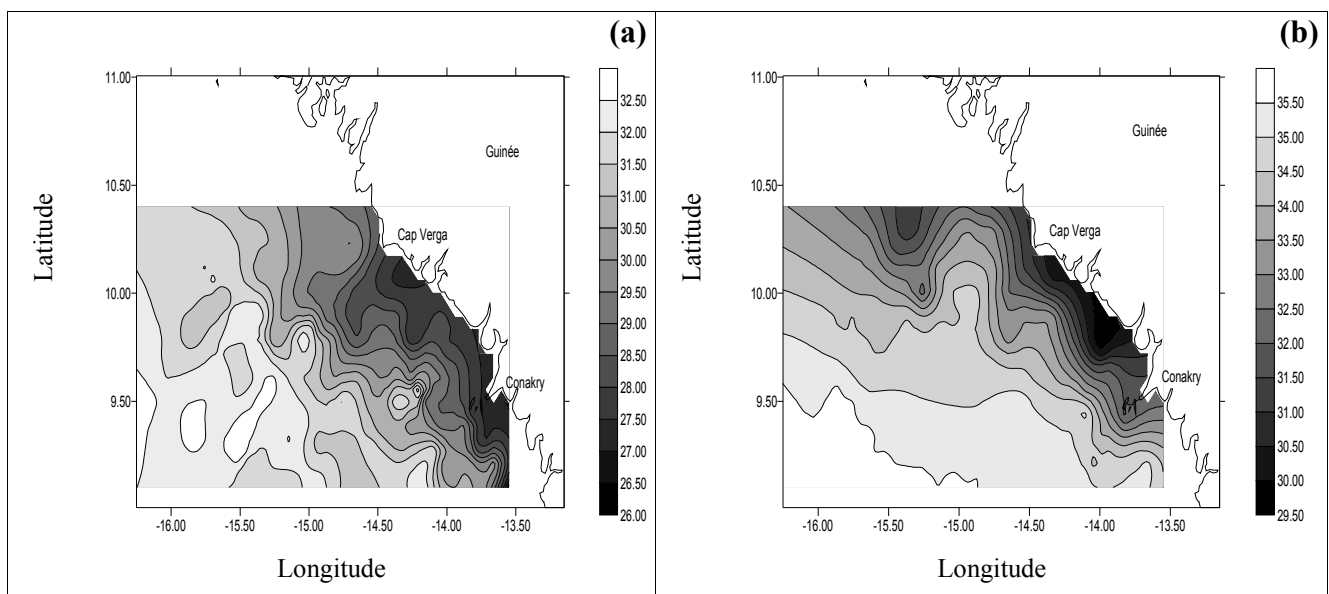 (a)
11.00
10.50
10.00
9.50
Latitude
-16.00 -15.50 -15.00 -14.50 -14.00 -13.50
Longitude
Guinée
Cap Verga
Conakry
32.50
32.00
31.50
31.00
30.50
30.00
29.50
29.00
28.50
28.00
27.50
27.00
26.50
26.00
(b)
11.00
10.50
10.00
9.50
Latitude
-16.00 -15.50 -15.00 -14.50 -14.00 -13.50
Longitude
Guinée
Cap Verga
Conakry
35.50
35.00
34.50
34.00
33.50
33.00
32.50
32.00
31.50
31.00
30.50
30.00
29.50